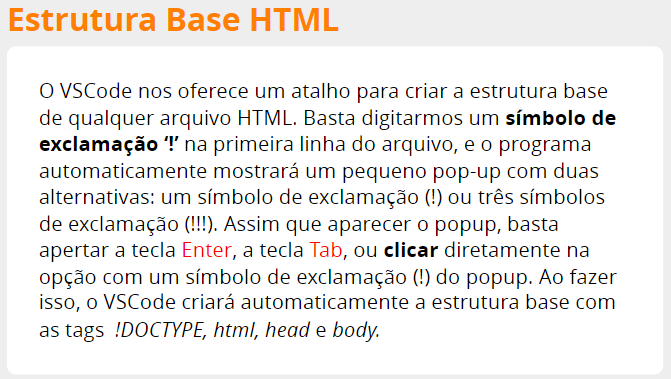 Estrutura Base HTML
O VSCode nos oferece um atalho para criar a estrutura base
de qualquer arquivo HTML. Basta digitarmos um símbolo de
exclamação ‘!’ na primeira linha do arquivo, e o programa
automaticamente mostrará um pequeno pop-up com duas
alternativas: um símbolo de exclamação (!) ou três símbolos
de exclamação (!!!). Assim que aparecer o popup, basta
apertar a tecla Enter, a tecla Tab, ou clicar diretamente na
opção com um símbolo de exclamação (!) do popup. Ao fazer
isso, o VSCode criará automaticamente a estrutura base com
as tags !DOCTYPE, html, head e body.